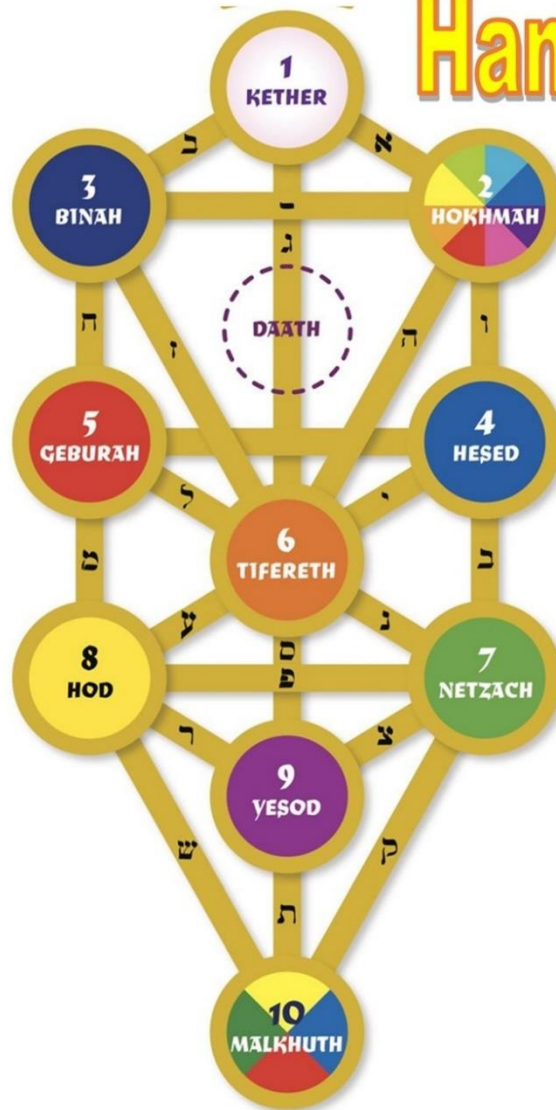 Han
1
KETHER
ב א
3
BINAH
2
HOKHMAH
ג
DAATH
ח ז ה ו
5
GEBURAH
4
HESED
ל י
6
TIFERETH
8
HOD
7
NETZACH
ס
ר
9
YESOD
ש ק
ת
10
MALKHUTH